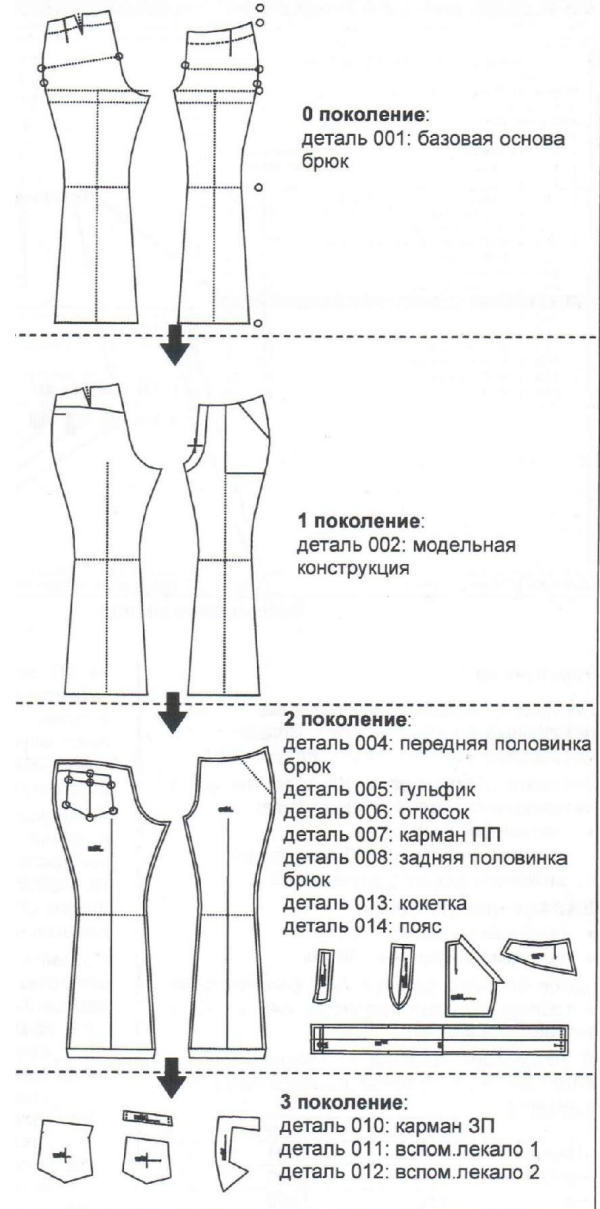 0 поколение:
деталь 001: базовая основа
брюк
1 поколение:
деталь 002: модельная
конструкция
2 поколение:
деталь 004: передняя половинка
брюк
деталь 005: гульфик
деталь 006: откосок
деталь 007: карман ПП
деталь 008: задняя половинка
брюк
деталь 013: кокетка
деталь 014: пояс
3 поколение:
деталь 010: карман ЗП
деталь 011: вспом.лекало 1
деталь 012: вспом.лекало 2